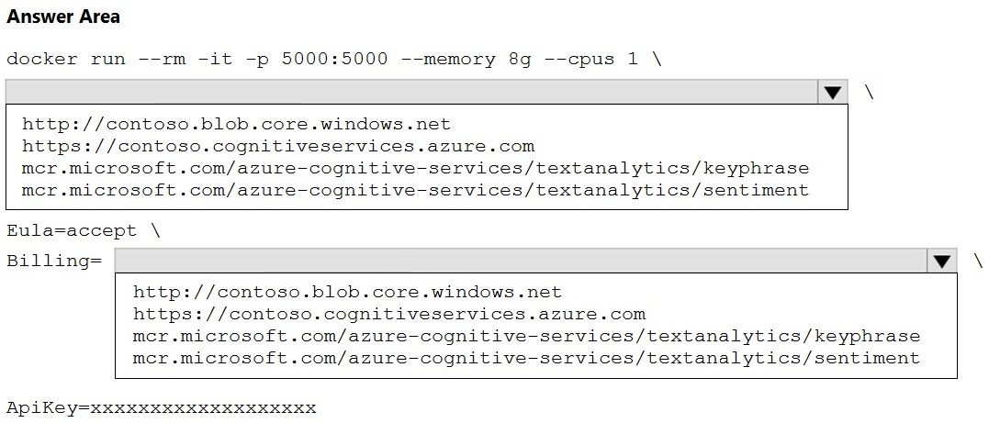 Answer Area
docker run --rm -it -p 5000:5000 --memory 8g --cpus 1 \
\
http://contoso.blob.core.windows.net
https://contoso.cognitiveservices.azure.com
mcr.microsoft.com/azure-cognitive-services/textanalytics/keyphrase
mcr.microsoft.com/azure-cognitive-services/textanalytics/sentiment
Eula=accept \
Billing= \
http://contoso.blob.core.windows.net
https://contoso.cognitiveservices.azure.com
mcr.microsoft.com/azure-cognitive-services/textanalytics/keyphrase
mcr.microsoft.com/azure-cognitive-services/textanalytics/sentiment
ApiKey=xxxxxxxxxxxxxxxxxxx